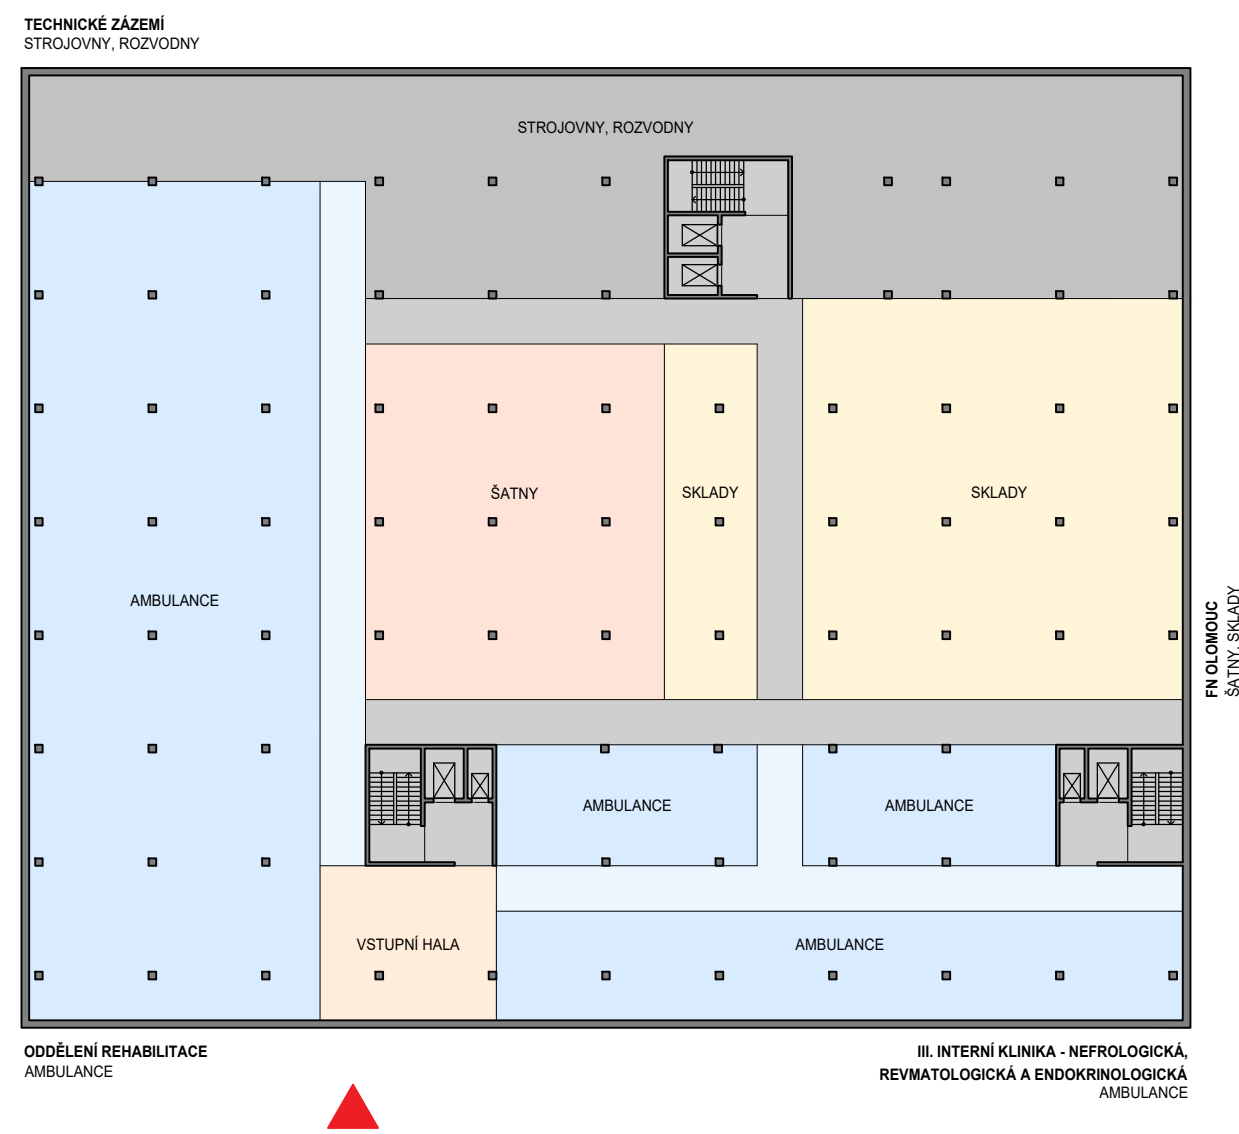 TECHNICKÉ ZÁZEMÍ
STROJOVNY, ROZVODNY
STROJOVNY, ROZVODNY
ŠATNY
SKLADY
SKLADY
AMBULANCE
FN OLOMOUC
ŠATNY, SKLADY
AMBULANCE
AMBULANCE
VSTUPNÍ HALA
AMBULANCE
ODDĚLENÍ REHABILITACE
AMBULANCE
III. INTERNÍ KLINIKA - NEFROLOGICKÁ,
REVMATOLOGICKÁ A ENDOKRINOLOGICKÁ
AMBULANCE